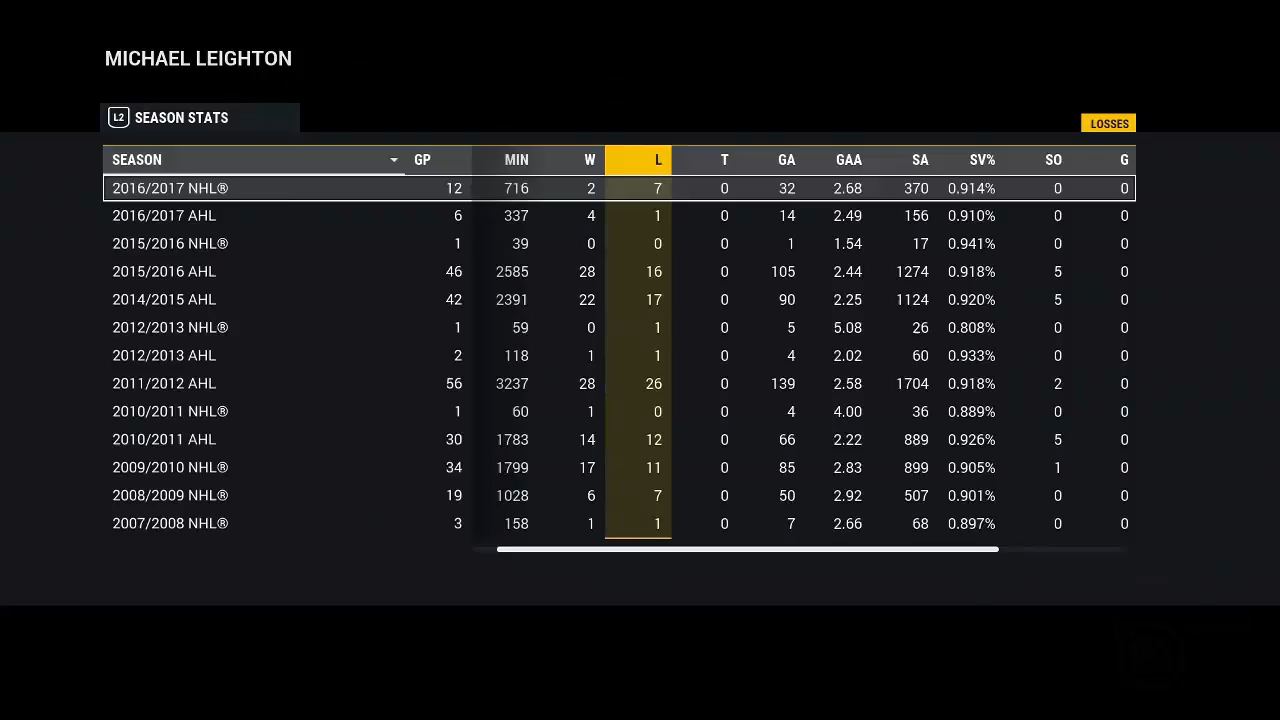 MICHAEL LEIGHTON
L2 SEASON STATS
LOSSES
SEASON GP MIN W L T GA GAA SA SV% SO G
2016/2017 NHL® 12 716 2 7 0 32 2.68 370 0.914% 0 0
2016/2017 AHL 6 337 4 1 0 14 2.49 156 0.910% 0 0
2015/2016 NHL® 1 39 0 0 0 1 1.54 17 0.941% 0 0
2015/2016 AHL 46 2585 28 16 0 105 2.44 1274 0.918% 5 0
2014/2015 AHL 42 2391 22 17 0 90 2.25 1124 0.920% 5 0
2012/2013 NHL® 1 59 0 1 0 5 5.08 26 0.808% 0 0
2012/2013 AHL 2 118 1 1 0 4 2.02 60 0.933% 0 0
2011/2012 AHL 56 3237 28 26 0 139 2.58 1704 0.918% 2 0
2010/2011 NHL® 1 60 1 0 0 4 4.00 36 0.889% 0 0
2010/2011 AHL 30 1783 14 12 0 66 2.22 889 0.926% 5 0
2009/2010 NHL® 34 1799 17 11 0 85 2.83 899 0.905% 1 0
2008/2009 NHL® 19 1028 6 7 0 50 2.92 507 0.901% 0 0
2007/2008 NHL® 3 158 1 1 0 7 2.66 68 0.897% 0 0